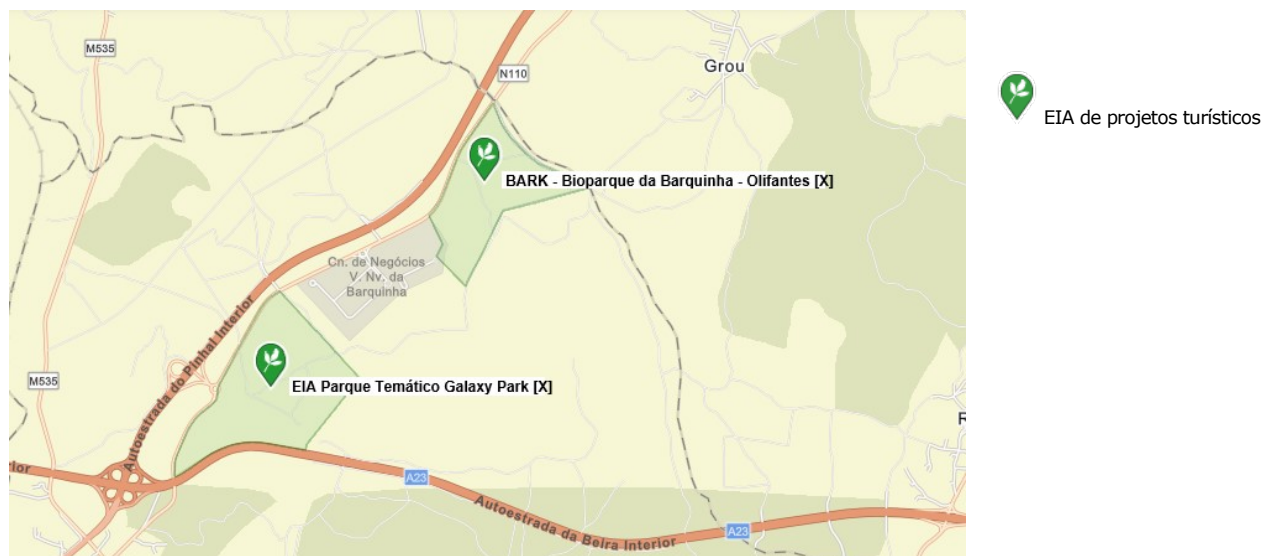 M535
N110
Grou
EIA de projetos turísticos
BARK - Bioparque da Barquinha - Olifantes [X]
Cn. de Negócios
V. Nv. da
Barquinha
Autoestrada do Pinhal Interior
M535
EIA Parque Temático Galaxy Park [X]
R
rior
A23
Autoestrada da Beira Interior
A23